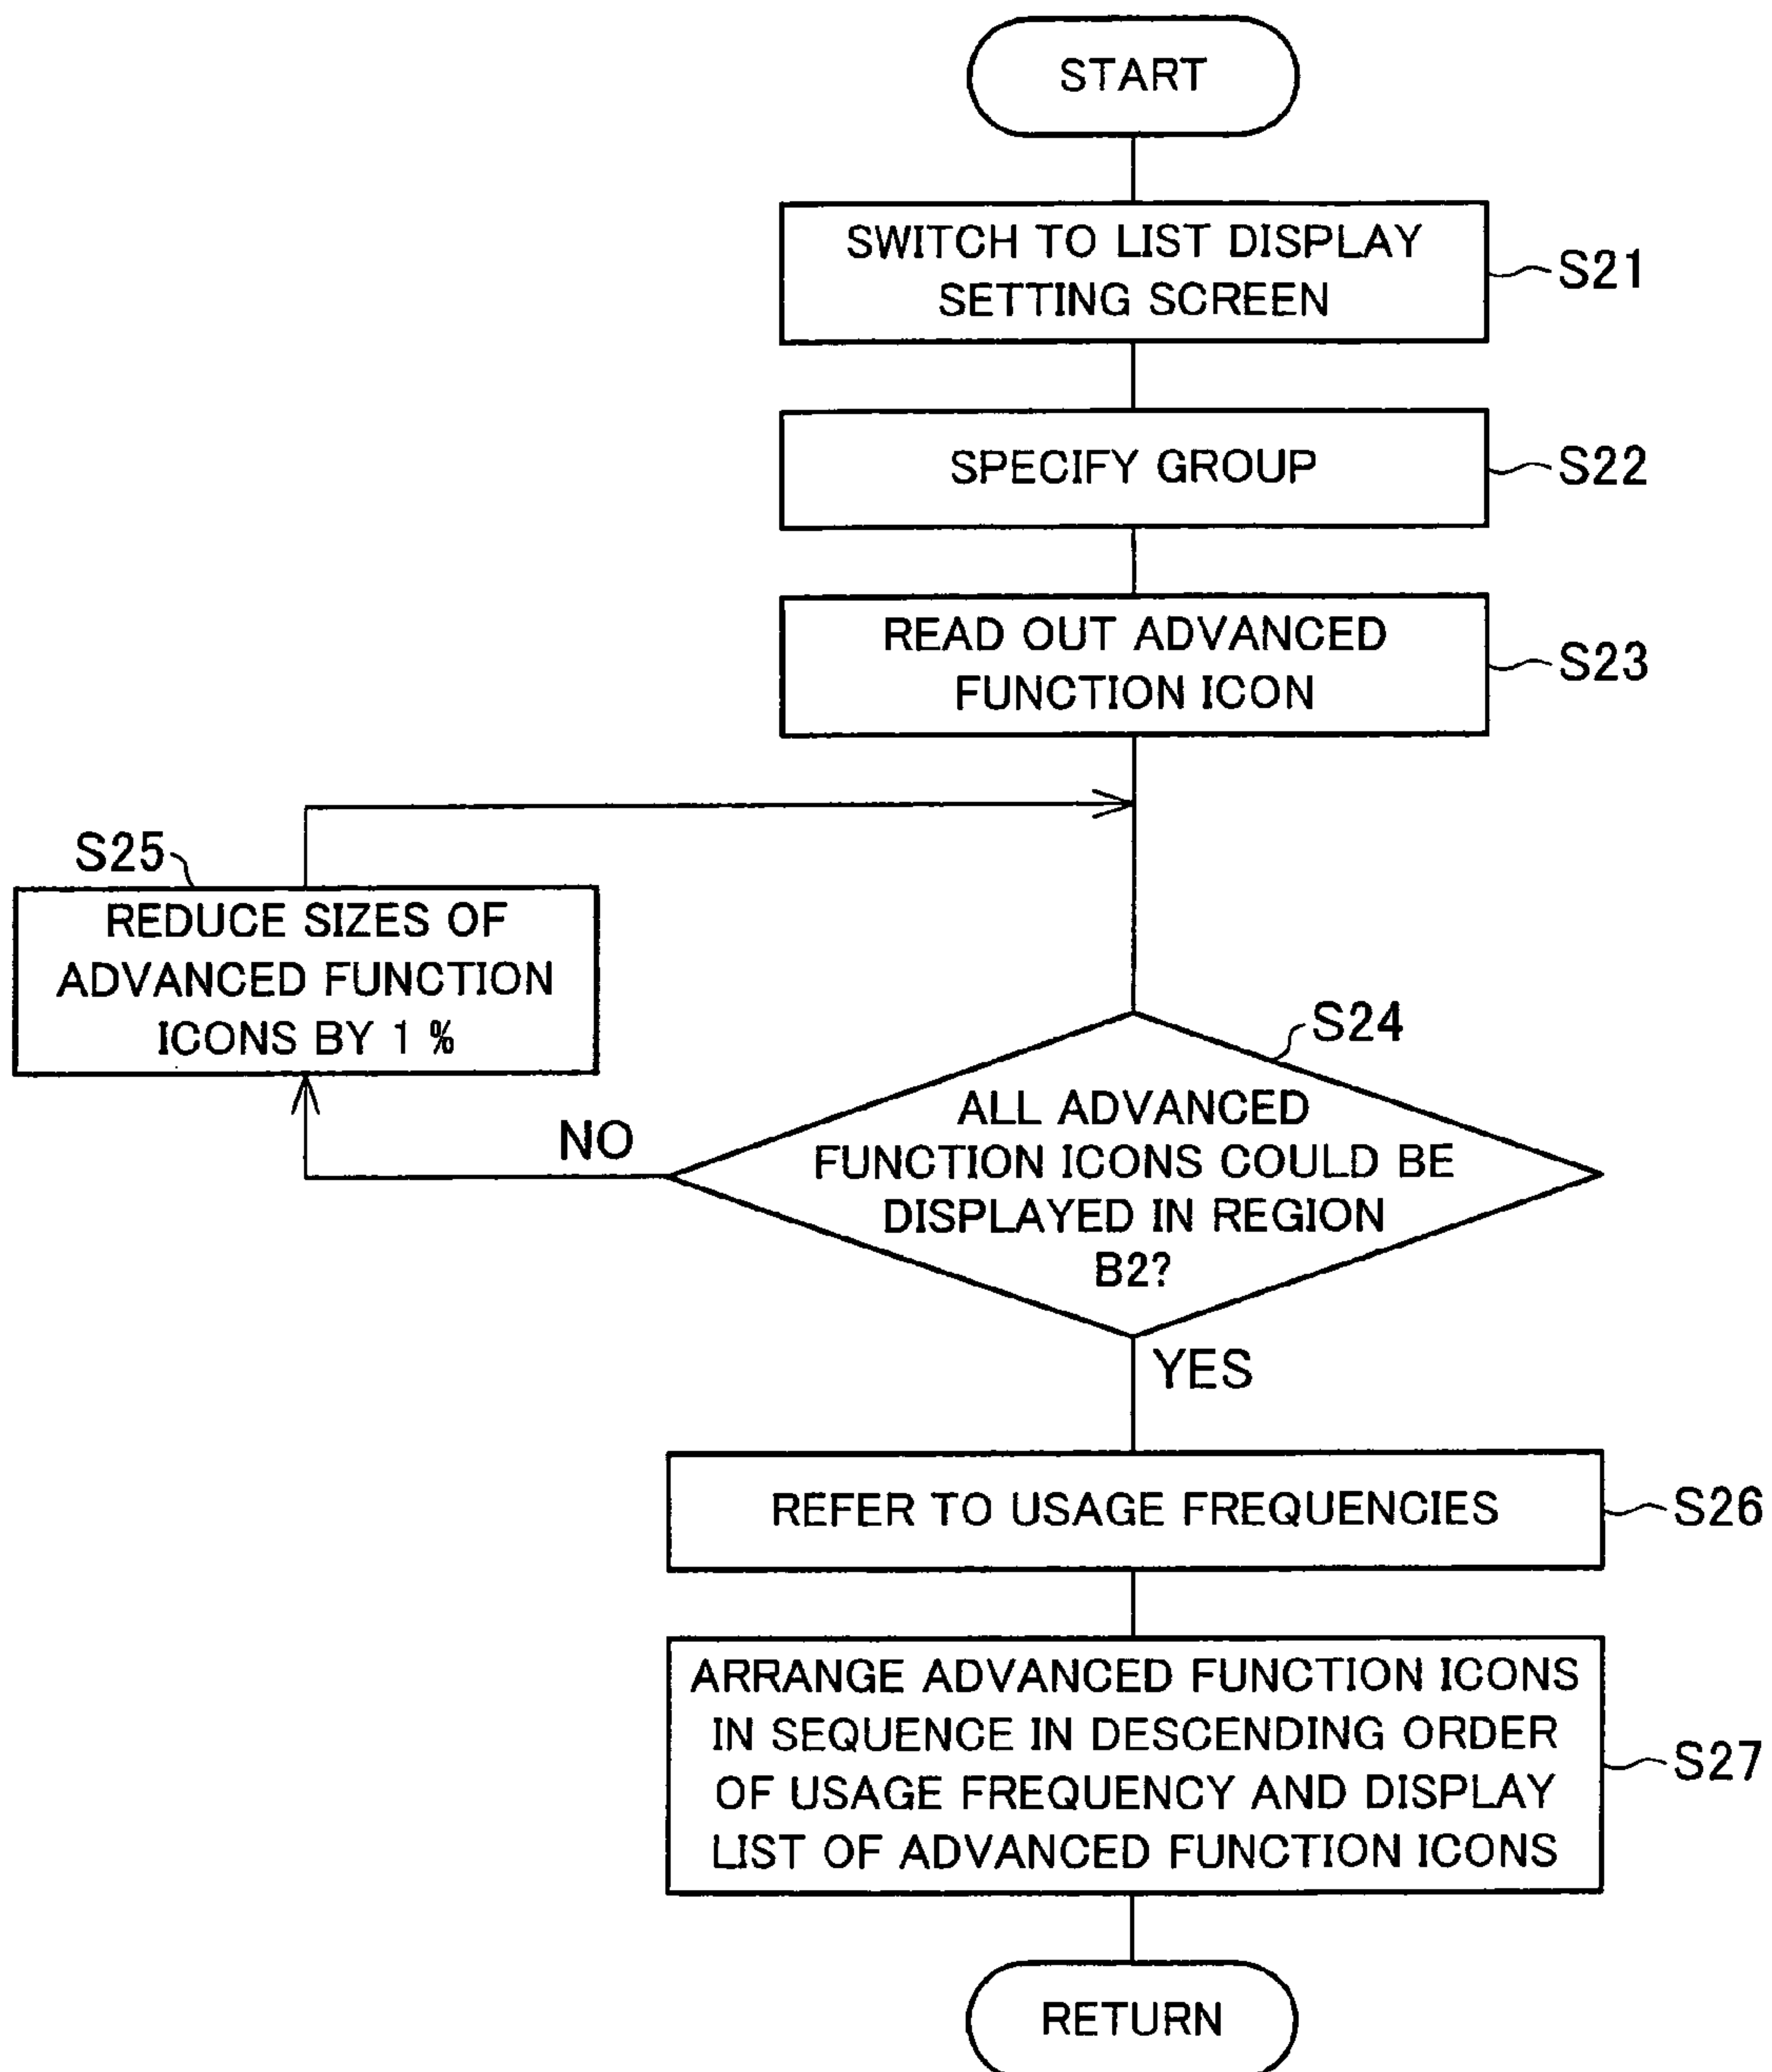 START
SWITCH TO LIST DISPLAY
SETTING SCREEN
S21
SPECIFY GROUP
S22
READ OUT ADVANCED
FUNCTION ICON
S23
S25
REDUCE SIZES OF
ADVANCED FUNCTION
ICONS BY 1 %
S24
ALL ADVANCED
FUNCTION ICONS COULD BE
DISPLAYED IN REGION
B2?
NO
YES
REFER TO USAGE FREQUENCIES
S26
ARRANGE ADVANCED FUNCTION ICONS
IN SEQUENCE IN DESCENDING ORDER
OF USAGE FREQUENCY AND DISPLAY
LIST OF ADVANCED FUNCTION ICONS
S27
RETURN